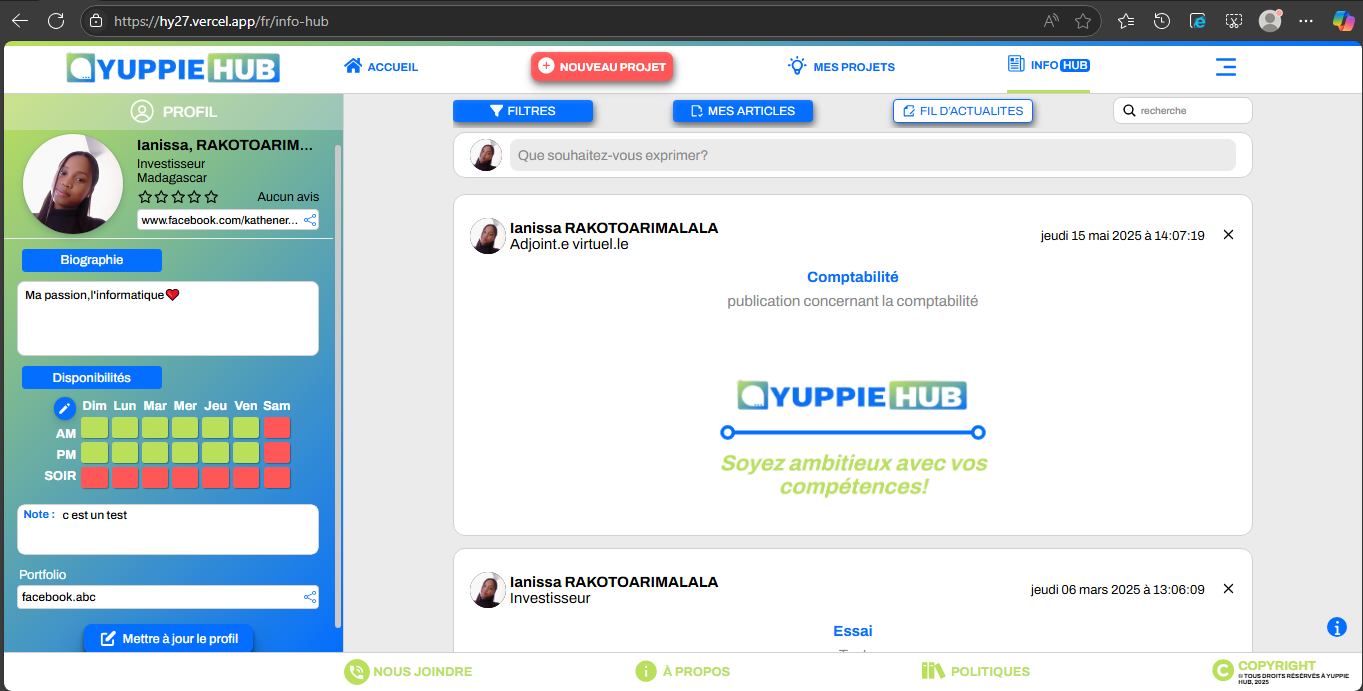 https://hy27.vercel.app/fr/info-hub
YUPPIE HUB
ACCUEIL
NOUVEAU PROJET
MES PROJETS
INFO HUB
PROFIL
Ianissa, RAKOTOARIM...
Investisseur
Madagascar
Aucun avis
www.facebook.com/kathener...
Biographie
Ma passion,l'informatique❤️
Disponibilités
Dim Lun Mar Mer Jeu Ven Sam
AM
PM
SOIR
Note : c est un test
Portfolio
facebook.abc
Mettre à jour le profil
FILTRES
MES ARTICLES
FIL D'ACTUALITES
recherche
Que souhaitez-vous exprimer?
Ianissa RAKOTOARIMALALA
Adjoint.e virtuel.le
jeudi 15 mai 2025 à 14:07:19
Comptabilité
publication concernant la comptabilité
YUPPIE HUB
Soyez ambitieux avec vos
compétences!
Ianissa RAKOTOARIMALALA
Investisseur
jeudi 06 mars 2025 à 13:06:09
Essai
NOUS JOINDRE
À PROPOS
POLITIQUES
COPYRIGHT
TOUS DROITS RÉSERVÉS À YUPPIE
HUB, 2025